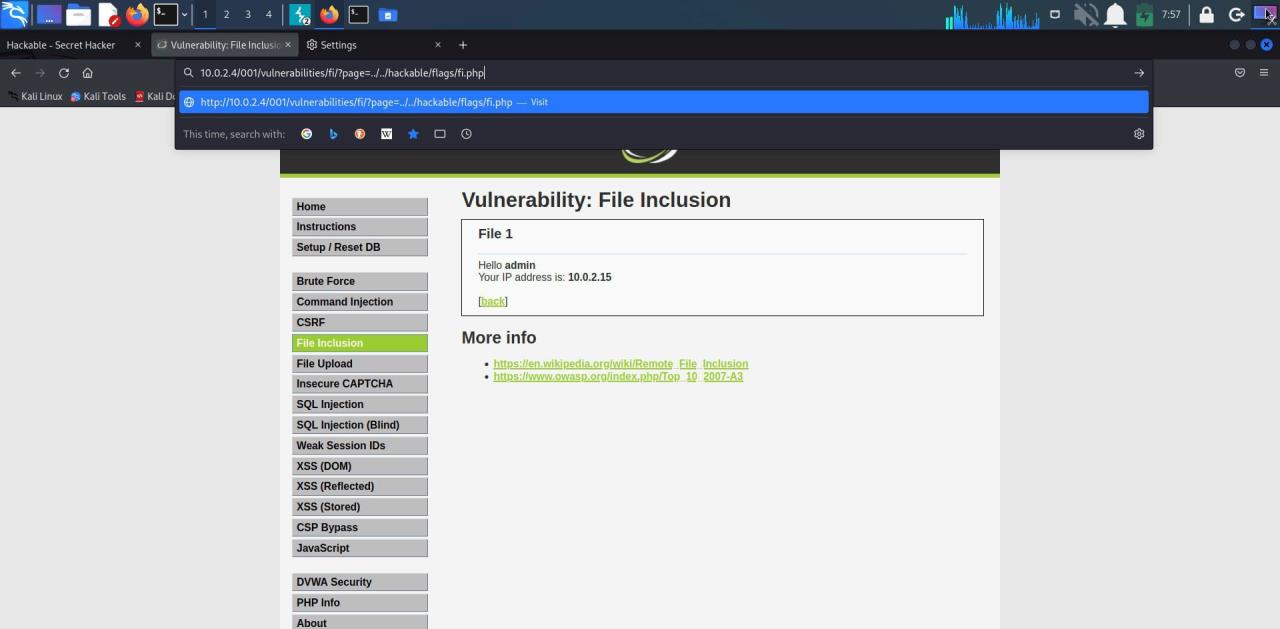 1 2 3 4 7:57
Hackable - Secret Hacker × Vulnerability: File Inclusio × Settings × +
10.0.2.4/001/vulnerabilities/fi/?page=../../hackable/flags/fi.php
Kali Linux Kali Tools Kali Do
http://10.0.2.4/001/vulnerabilities/fi/?page=../../hackable/flags/fi.php — Visit
This time, search with:
Home
Instructions
Setup / Reset DB
Brute Force
Command Injection
CSRF
File Inclusion
File Upload
Insecure CAPTCHA
SQL Injection
SQL Injection (Blind)
Weak Session IDs
XSS (DOM)
XSS (Reflected)
XSS (Stored)
CSP Bypass
JavaScript
DVWA Security
PHP Info
About
Vulnerability: File Inclusion
File 1
Hello admin
Your IP address is: 10.0.2.15
[back]
More info
https://en.wikipedia.org/wiki/Remote_File_Inclusion
https://www.owasp.org/index.php/Top_10_2007-A3